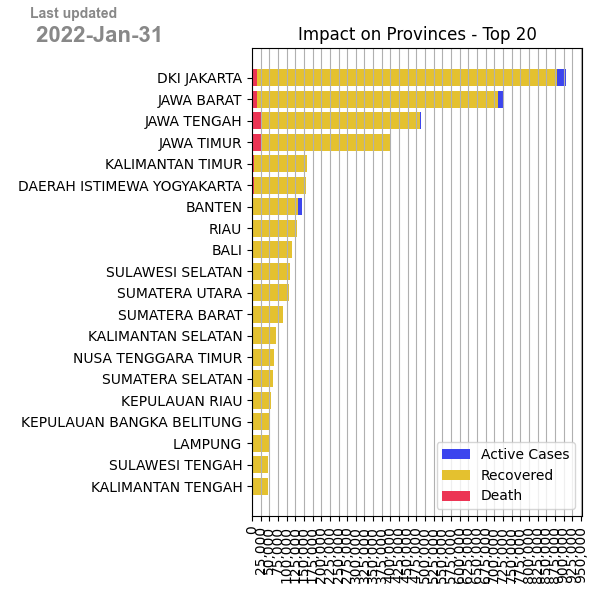 Last updated
2022-Jan-31
Impact on Provinces - Top 20
DKI JAKARTA
JAWA BARAT
JAWA TENGAH
JAWA TIMUR
KALIMANTAN TIMUR
DAERAH ISTIMEWA YOGYAKARTA
BANTEN
RIAU
BALI
SULAWESI SELATAN
SUMATERA UTARA
SUMATERA BARAT
KALIMANTAN SELATAN
NUSA TENGGARA TIMUR
SUMATERA SELATAN
KEPULAUAN RIAU
KEPULAUAN BANGKA BELITUNG
LAMPUNG
SULAWESI TENGAH
KALIMANTAN TENGAH
Active Cases
Recovered
Death
0
25,000
50,000
75,000
100,000
125,000
150,000
175,000
200,000
225,000
250,000
275,000
300,000
325,000
350,000
375,000
400,000
425,000
450,000
475,000
500,000
525,000
550,000
575,000
600,000
625,000
650,000
675,000
700,000
725,000
750,000
775,000
800,000
825,000
850,000
875,000
900,000
925,000
950,000